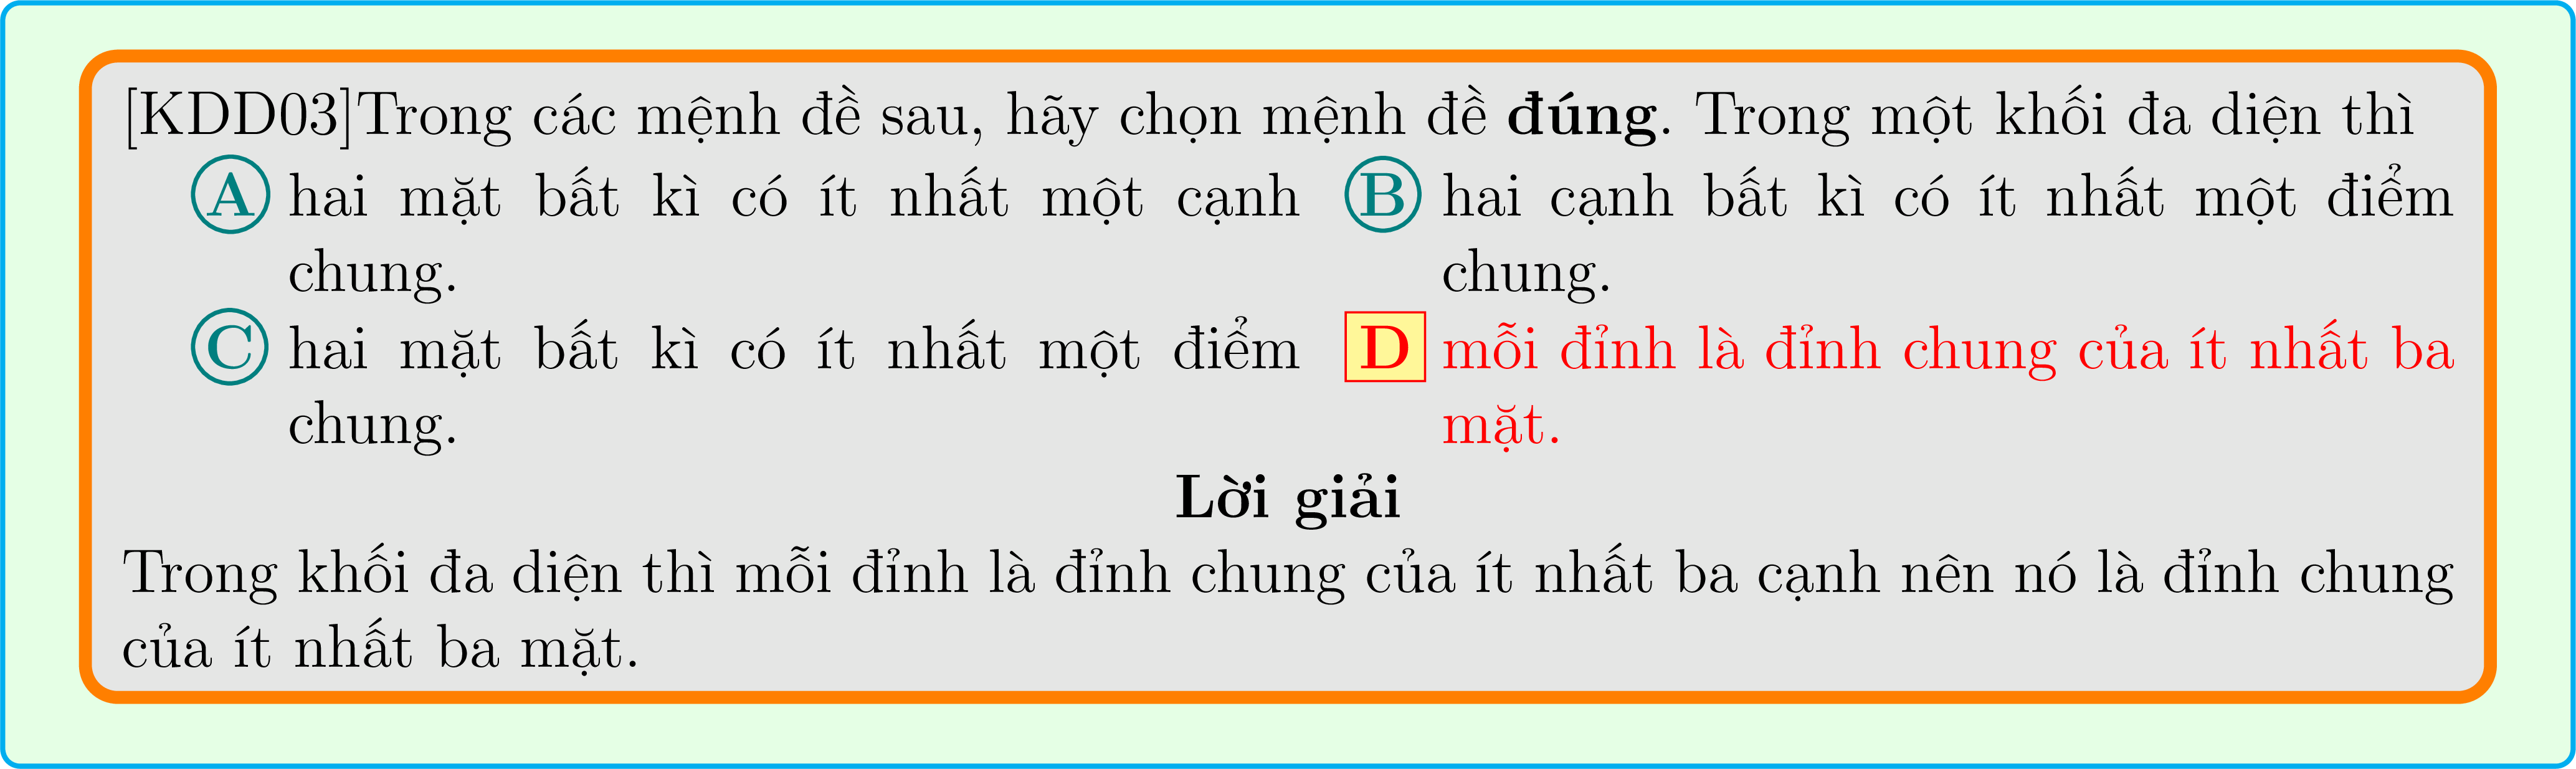 [KDD03]Trong các mệnh đề sau, hãy chọn mệnh đề đúng. Trong một khối đa diện thì
A hai mặt bất kì có ít nhất một cạnh chung.
B hai cạnh bất kì có ít nhất một điểm chung.
C hai mặt bất kì có ít nhất một điểm chung.
D mỗi đỉnh là đỉnh chung của ít nhất ba mặt.
Lời giải
Trong khối đa diện thì mỗi đỉnh là đỉnh chung của ít nhất ba cạnh nên nó là đỉnh chung
của ít nhất ba mặt.